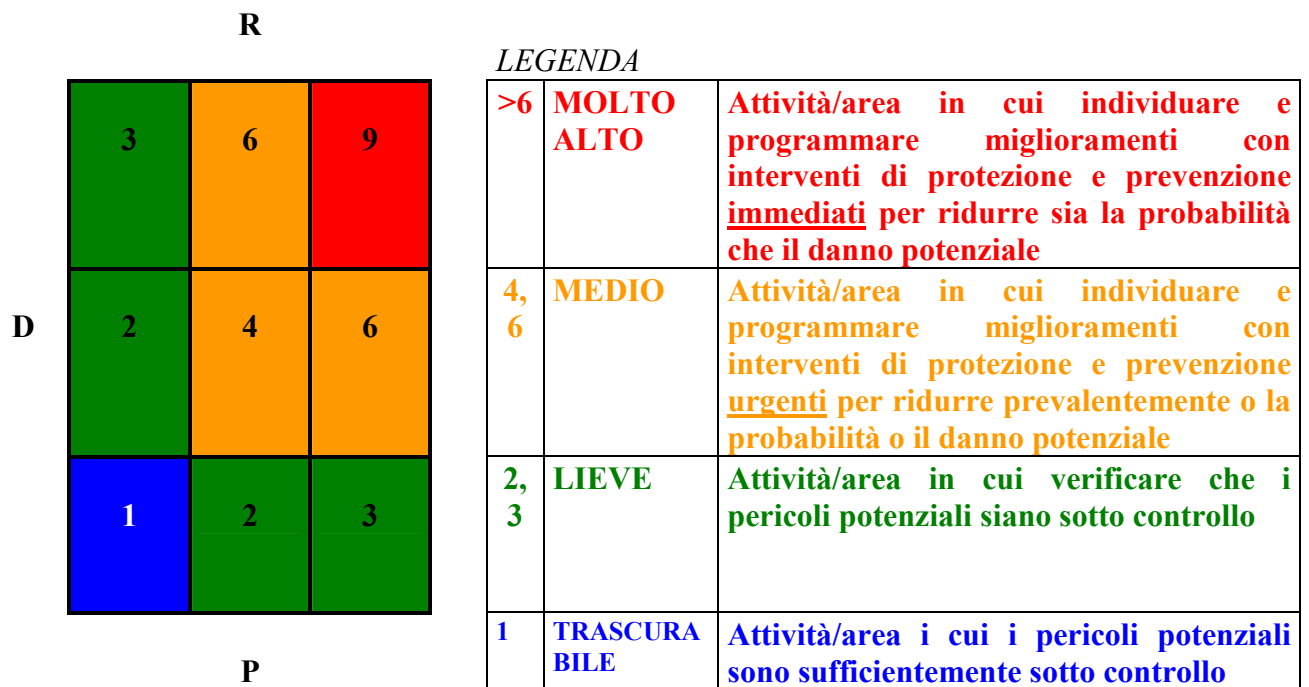 R
3 6 9
D 2 4 6
1 2 3
P
LEGENDA
>6 MOLTO Attività/area in cui individuare e
ALTO programmare miglioramenti con
interventi di protezione e prevenzione
immediati per ridurre sia la probabilità
che il danno potenziale
4, MEDIO Attività/area in cui individuare e
6 programmare miglioramenti con
interventi di protezione e prevenzione
urgenti per ridurre prevalentemente o la
probabilità o il danno potenziale
2, LIEVE Attività/area in cui verificare che i
3 pericoli potenziali siano sotto controllo
1 TRASCURA Attività/area i cui i pericoli potenziali
BILE sono sufficientemente sotto controllo